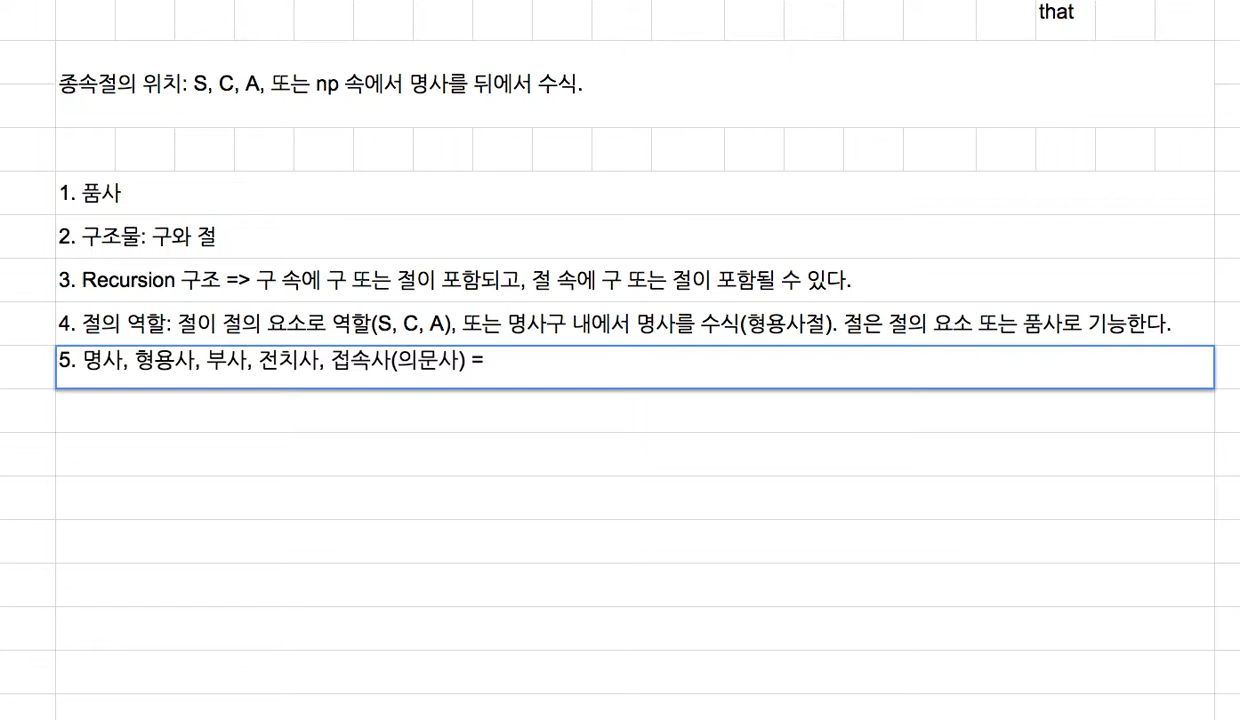 that
종속절의 위치: S, C, A, 또는 np 속에서 명사를 뒤에서 수식.
1. 품사
2. 구조물: 구와 절
3. Recursion 구조 => 구 속에 구 또는 절이 포함되고, 절 속에 구 또는 절이 포함될 수 있다.
4. 절의 역할: 절이 절의 요소로 역할(S, C, A), 또는 명사구 내에서 명사를 수식(형용사절). 절은 절의 요소 또는 품사로 기능한다.
5. 명사, 형용사, 부사, 전치사, 접속사(의문사) =